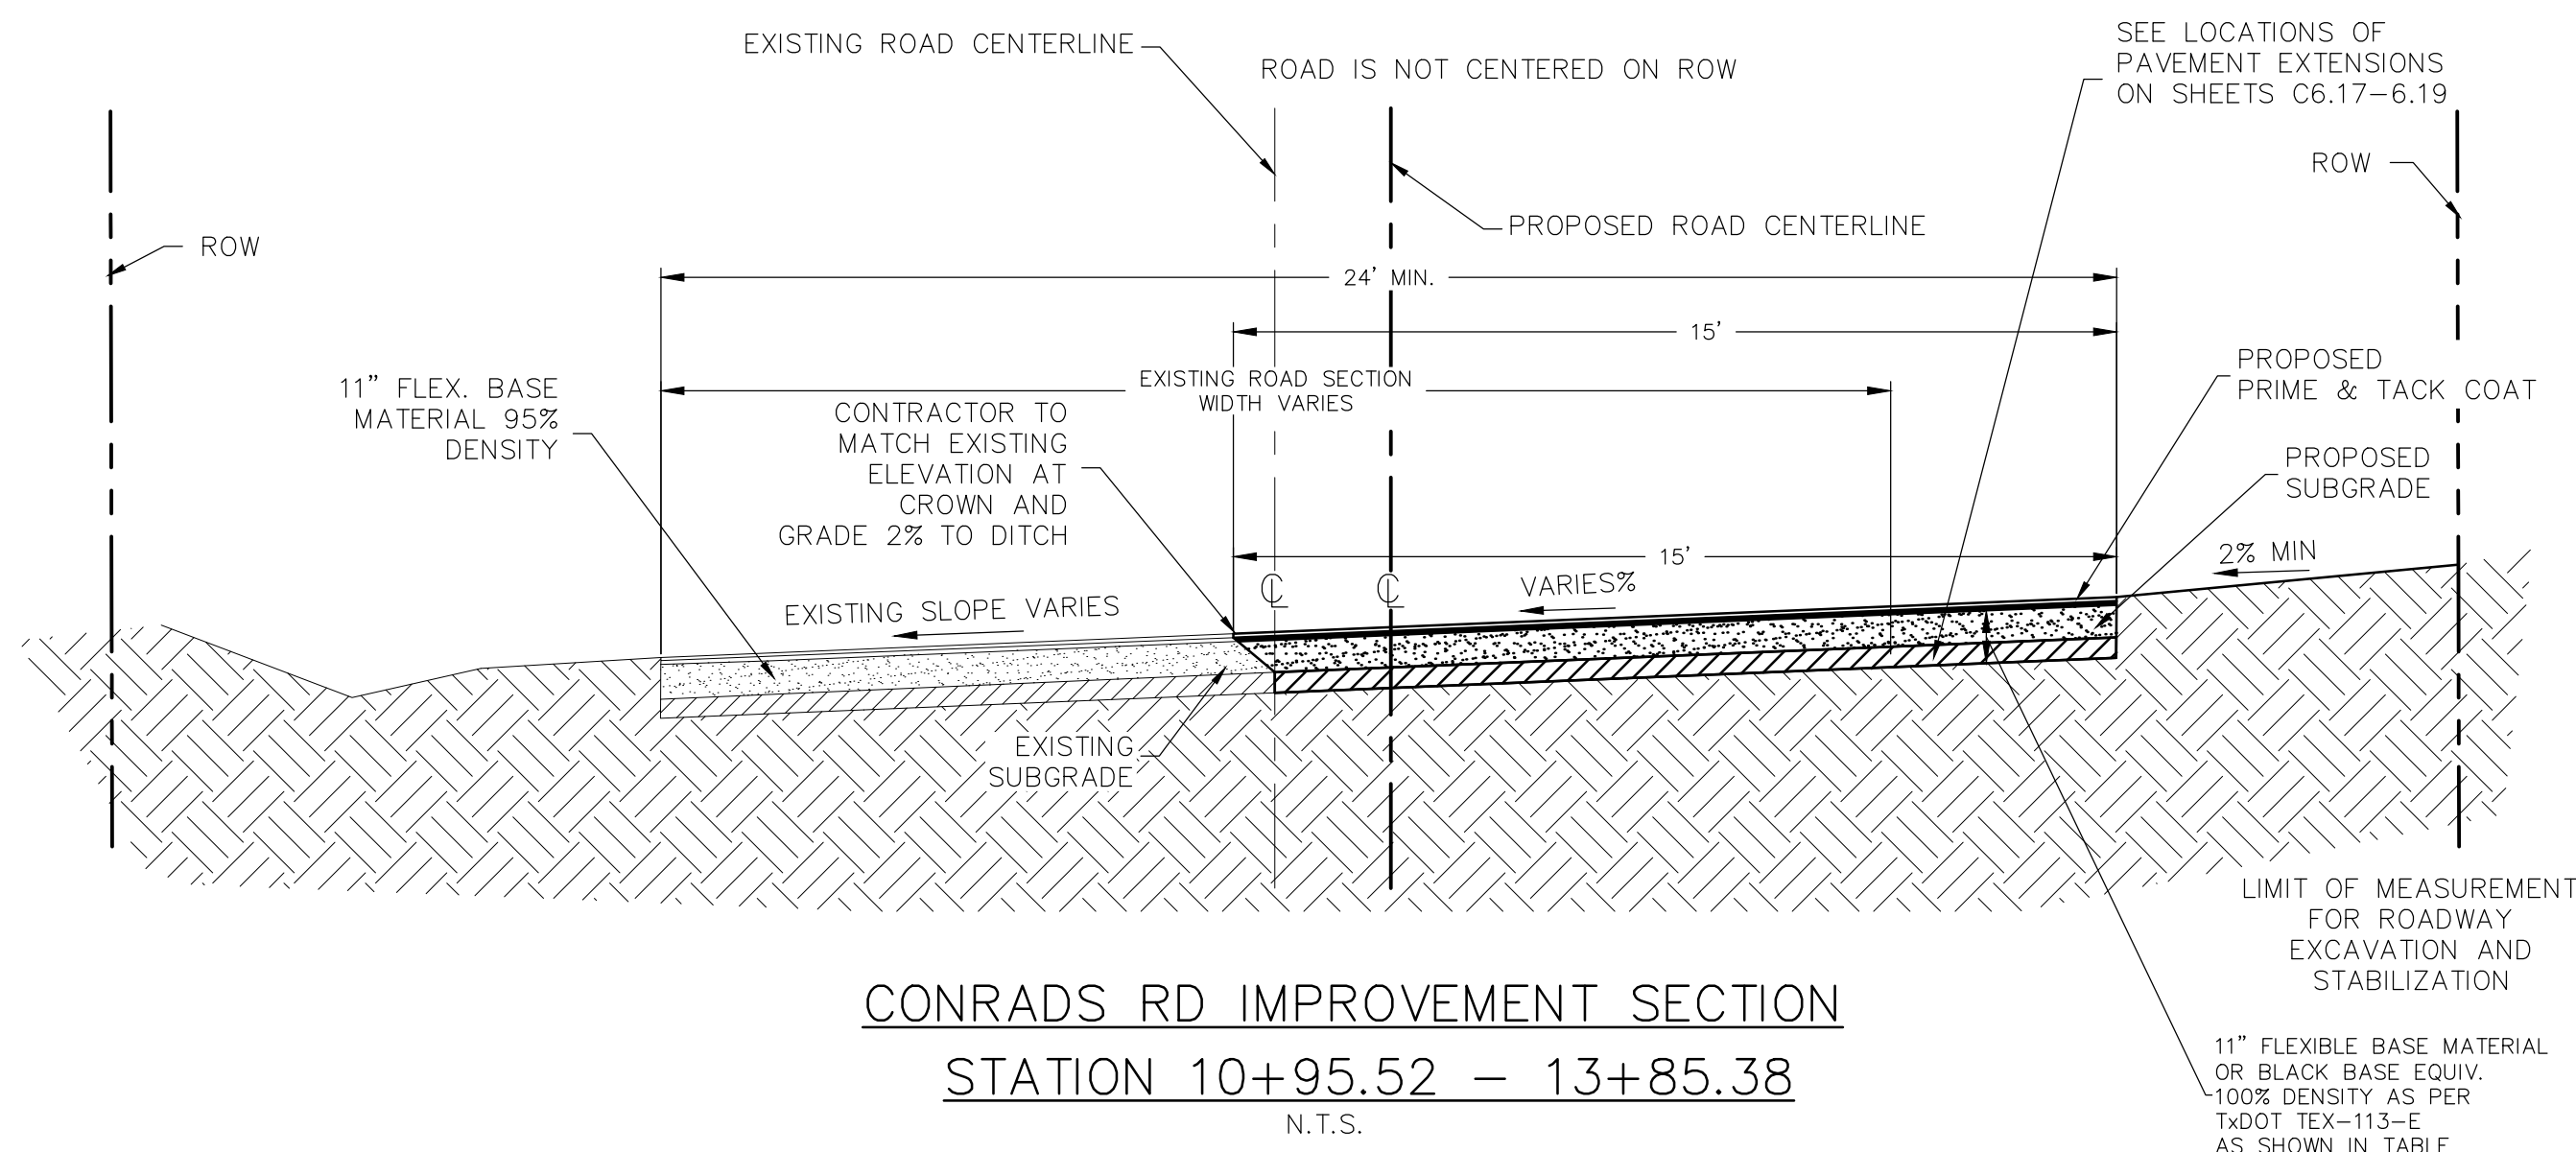 EXISTING ROAD CENTERLINE
ROAD IS NOT CENTERED ON ROW
SEE LOCATIONS OF
PAVEMENT EXTENSIONS
ON SHEETS C6.17-6.19
ROW
ROW
PROPOSED ROAD CENTERLINE
24' MIN.
15'
EXISTING ROAD SECTION
WIDTH VARIES
11" FLEX. BASE
MATERIAL 95%
DENSITY
CONTRACTOR TO
MATCH EXISTING
ELEVATION AT
CROWN AND
GRADE 2% TO DITCH
PROPOSED
PRIME & TACK COAT
PROPOSED
SUBGRADE
15'
2% MIN
VARIES%
EXISTING SLOPE VARIES
EXISTING
SUBGRADE
LIMIT OF MEASUREMENT
FOR ROADWAY
EXCAVATION AND
STABILIZATION
CONRADS RD IMPROVEMENT SECTION
STATION 10+95.52 - 13+85.38
N.T.S.
11" FLEXIBLE BASE MATERIAL
OR BLACK BASE EQUIV.
100% DENSITY AS PER
TxDOT TEX-113-E
AS SHOWN IN TABLE